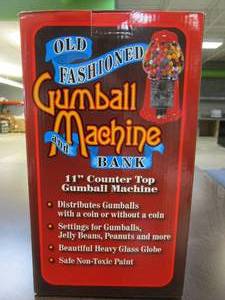 OLD
FASHIONED
Gumball
Machine
and
BANK
11" Counter Top
Gumball Machine
• Distributes Gumballs
with a coin or without a coin
• Settings for Gumballs,
Jelly Beans, Peanuts and more
• Beautiful Heavy Glass Globe
• Safe Non-Toxic Paint